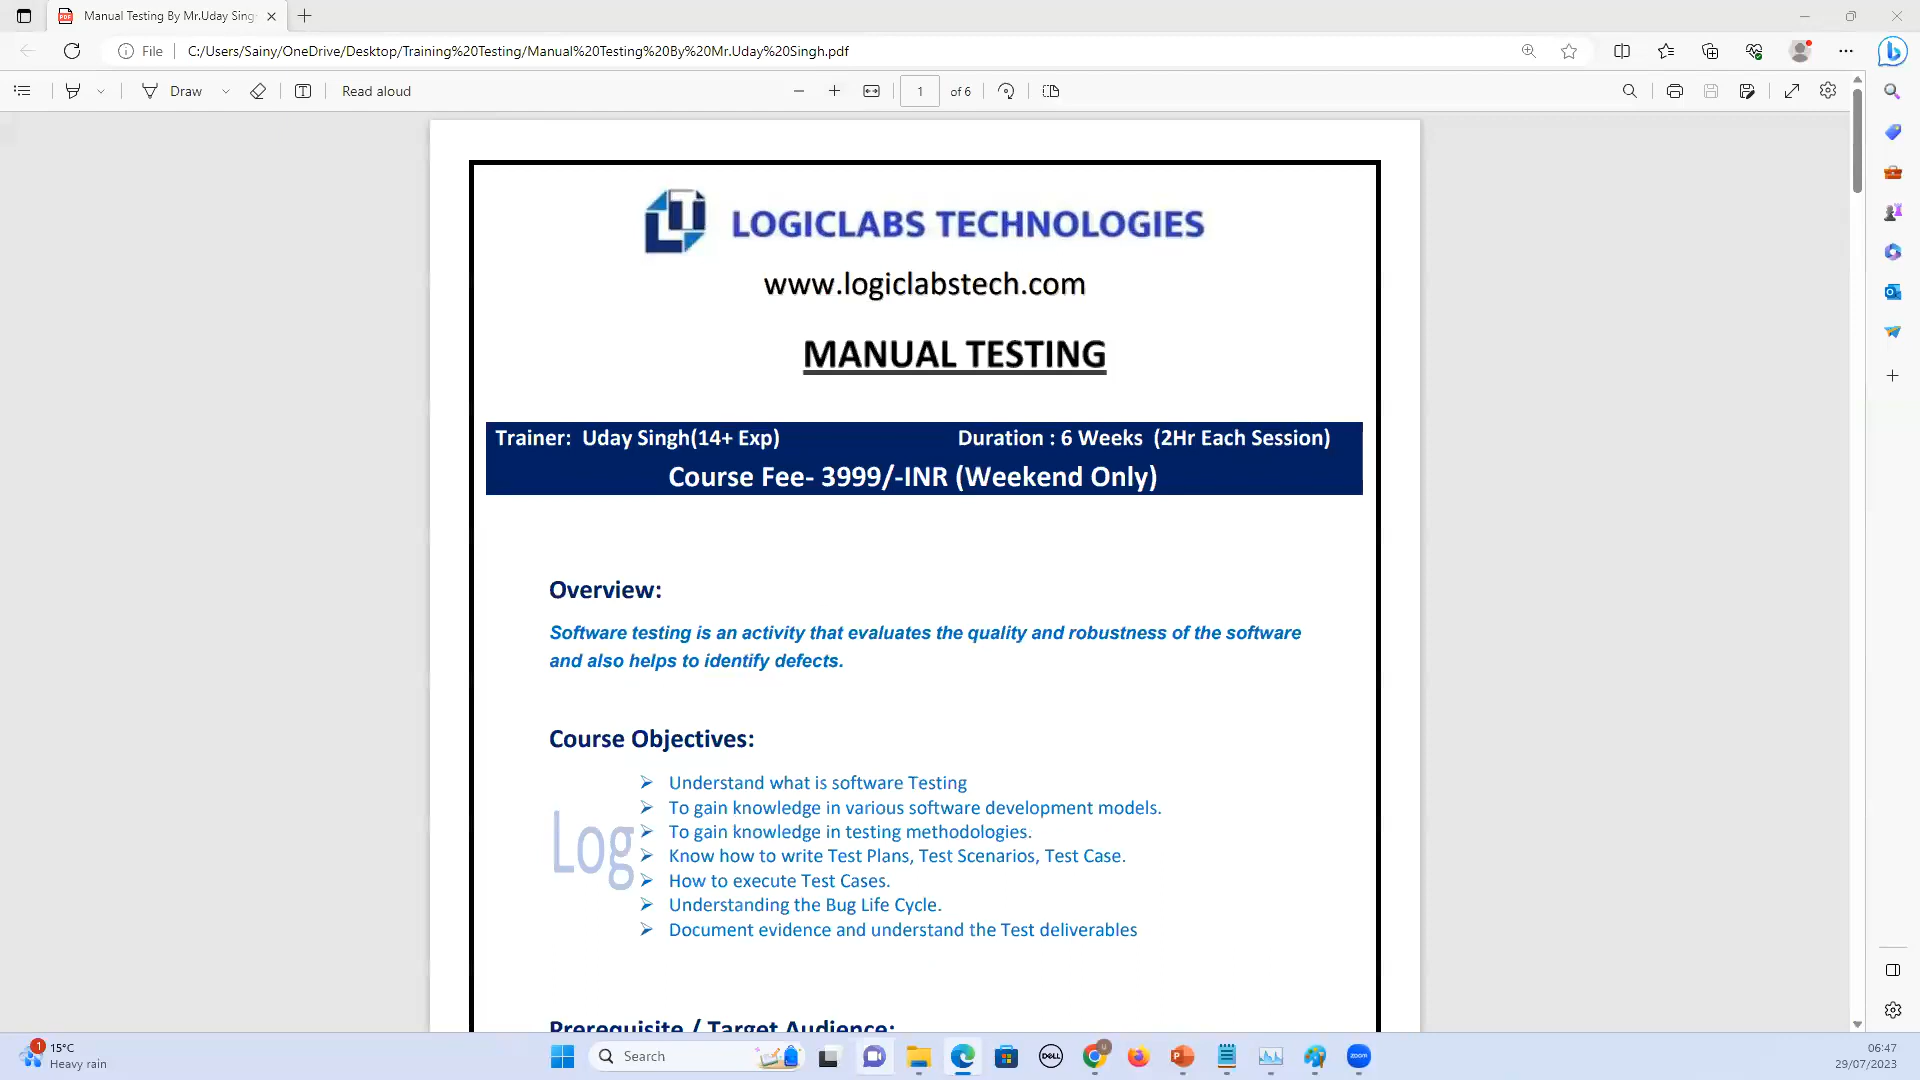 Manual Testing By Mr.Uday Sing
File
C:/Users/Sainy/OneDrive/Desktop/Training%20Testing/Manual%20Testing%20By%20Mr.Uday%20Singh.pdf
Draw
Read aloud
1 of 6
LOGICLABS TECHNOLOGIES
www.logiclabstech.com
MANUAL TESTING
Trainer: Uday Singh(14+ Exp) Duration : 6 Weeks (2Hr Each Session)
Course Fee- 3999/-INR (Weekend Only)
Overview:
Software testing is an activity that evaluates the quality and robustness of the software
and also helps to identify defects.
Course Objectives:
Understand what is software Testing
To gain knowledge in various software development models.
To gain knowledge in testing methodologies.
Know how to write Test Plans, Test Scenarios, Test Case.
How to execute Test Cases.
Understanding the Bug Life Cycle.
Document evidence and understand the Test deliverables
Log
Prerequisite / Target Audience:
1
15°C
Heavy rain
Search
DELL
zoom
06:47
29/07/2023